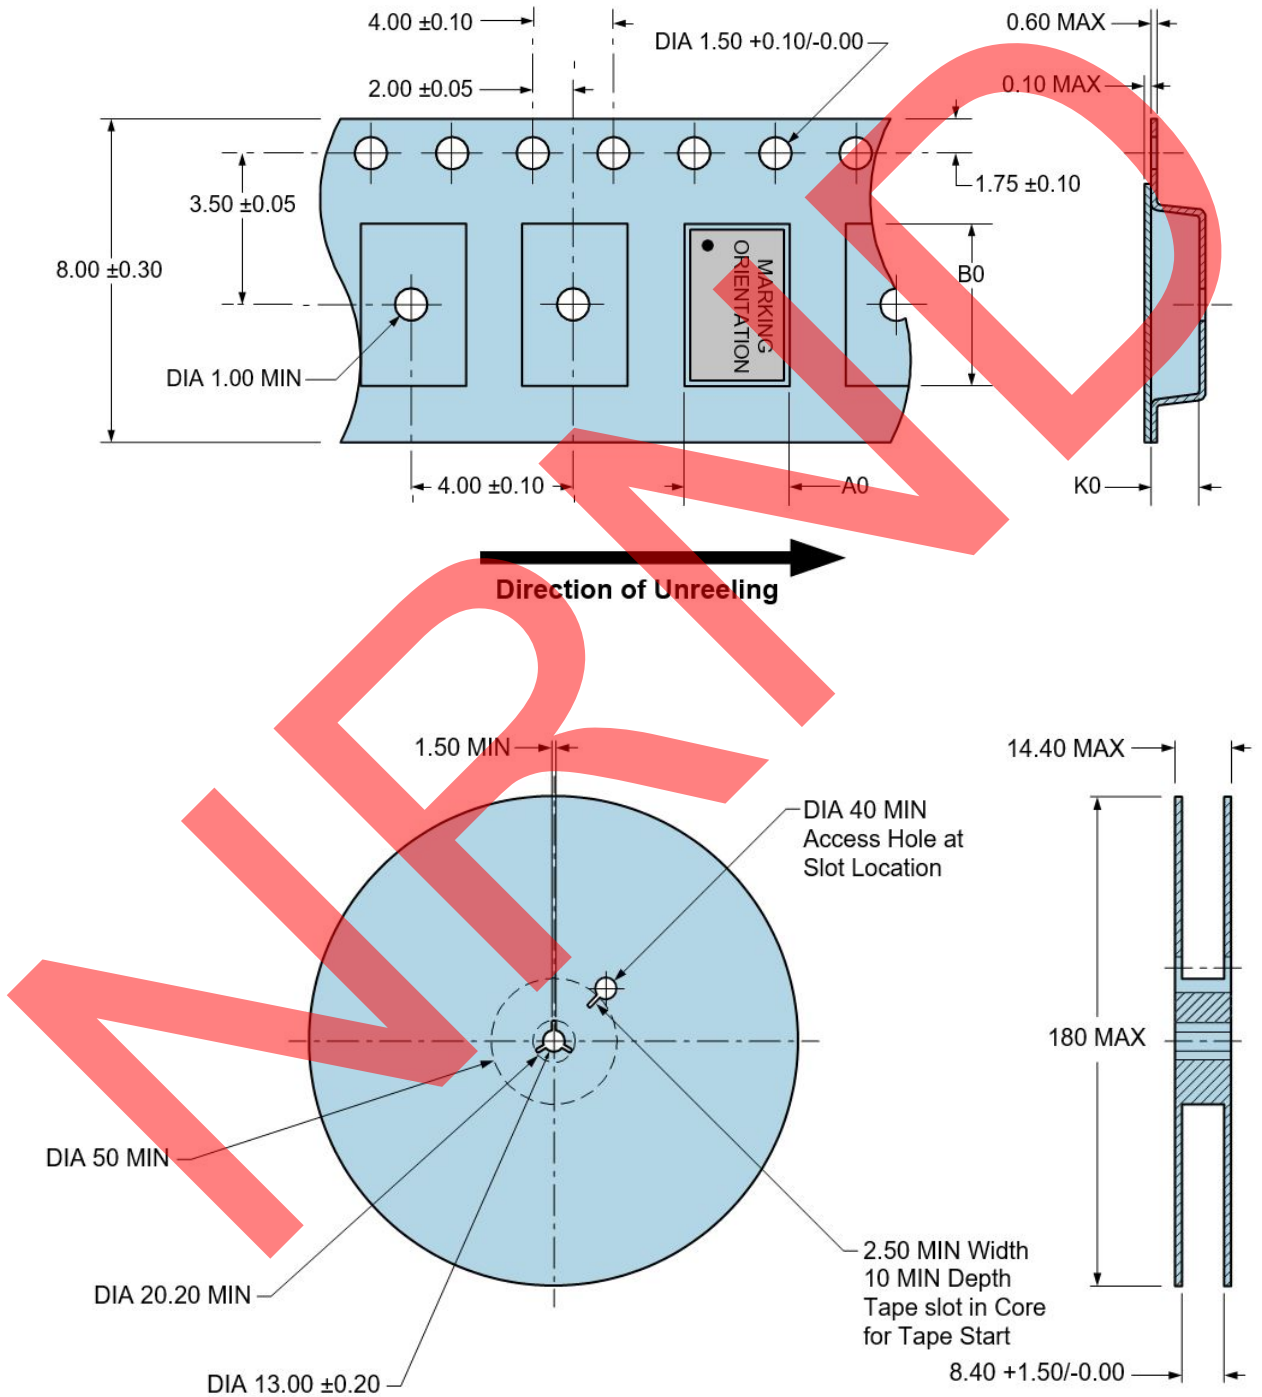 4.00 ±0.10
0.60 MAX
DIA 1.50 +0.10/-0.00
2.00 ±0.05
0.10 MAX
1.75 ±0.10
3.50 ±0.05
8.00 ±0.30
B0
MARKING
ORIENTATION
DIA 1.00 MIN
4.00 ±0.10
A0
K0
Direction of Unreeling
NRND
1.50 MIN
14.40 MAX
DIA 40 MIN
Access Hole at
Slot Location
180 MAX
DIA 50 MIN
2.50 MIN Width
10 MIN Depth
Tape slot in Core
for Tape Start
DIA 20.20 MIN
8.40 +1.50/-0.00
DIA 13.00 ±0.20